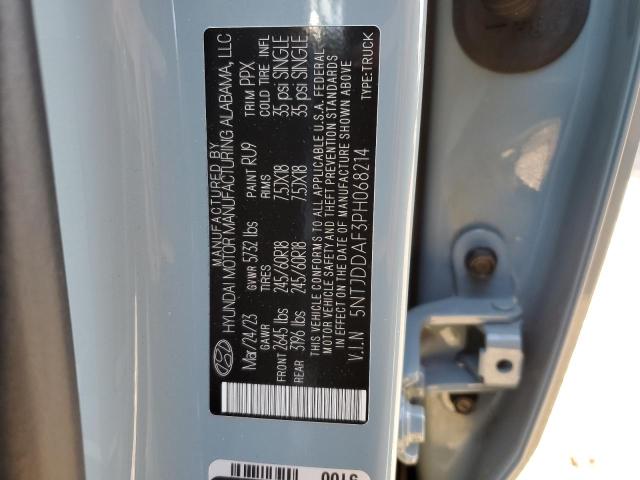 MANUFACTURED BY
HYUNDAI MOTOR MANUFACTURING ALABAMA, LLC
Mar/24/23 GVWR 5732 lbs PAINT RU9 TRIM PPX
GAWR TIRES RIMS COLD TIRE INFL
FRONT 2645 lbs 245/60R18 7.5JX18 35 psi SINGLE
REAR 3196 lbs 245/60R18 7.5JX18 35 psi SINGLE
THIS VEHICLE CONFORMS TO ALL APPLICABLE U.S.A. FEDERAL
MOTOR VEHICLE SAFETY AND THEFT PREVENTION STANDARDS
IN EFFECT ON THE DATE OF MANUFACTURE SHOWN ABOVE
V.I.N 5NTJDDAF3PH068214 TYPE:TRUCK